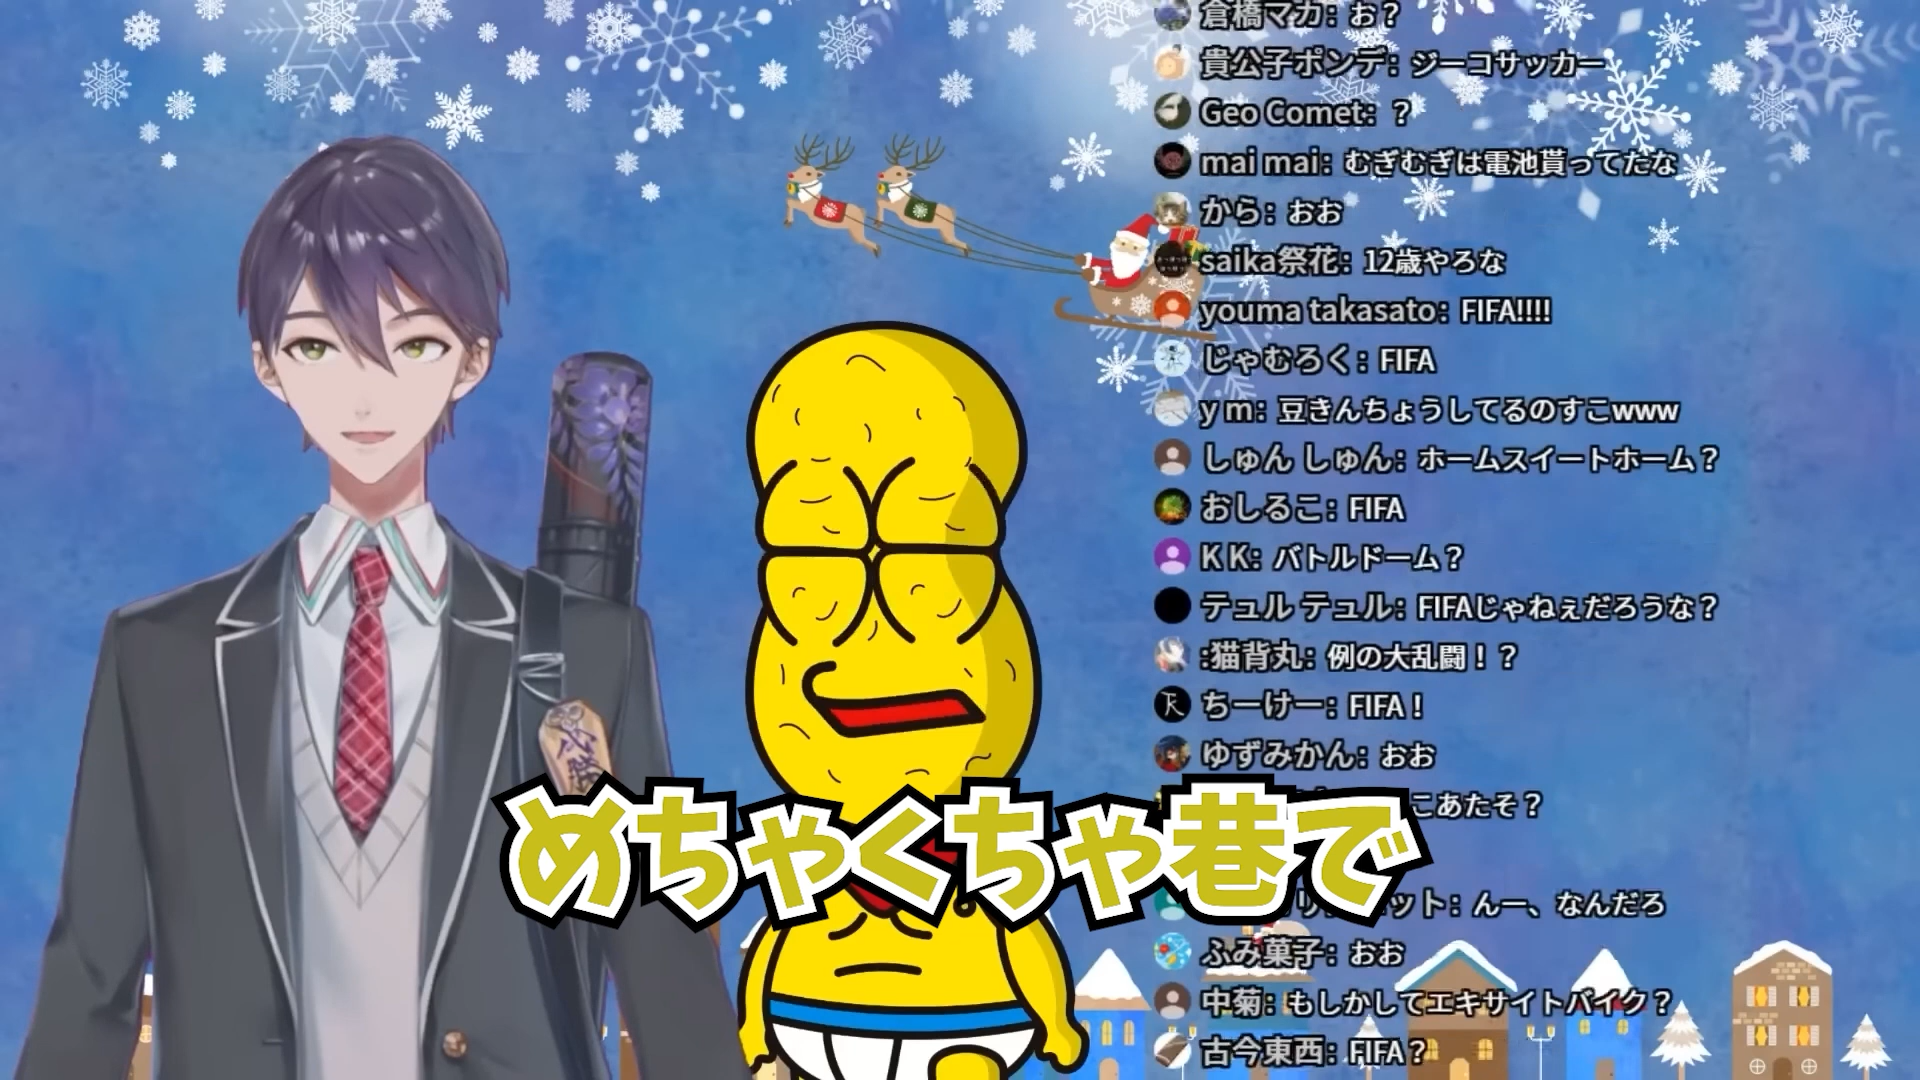 倉橋マカ: お？
貴公子ポンデ: ジーコサッカー
Geo Comet: ？
mai mai: むぎむぎは電池貰ってたな
から: おお
saika祭花: 12歳やろな
youma takasato: FIFA!!!!
じゃむろく: FIFA
y m: 豆きんちょうしてるのすこwww
しゅん しゅん: ホームスイートホーム？
おしるこ: FIFA
K K: バトルドーム？
テュル テュル: FIFAじゃねぇだろうな？
:猫背丸: 例の大乱闘！？
ちーけー: FIFA！
ゆずみかん: おお
こあたそ？
めちゃくちゃ巷で
ット: んー、なんだろ
ふみ菓子: おお
中菊: もしかしてエキサイトバイク？
古今東西: FIFA？